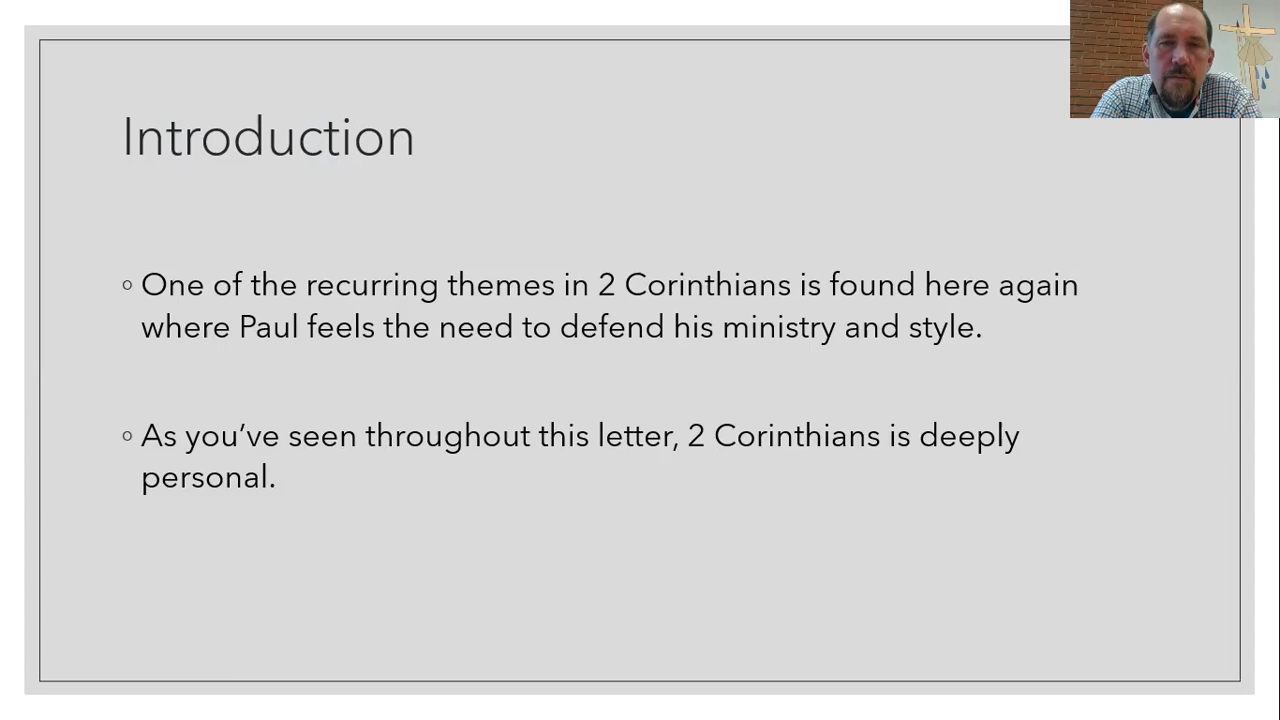 Introduction
◦ One of the recurring themes in 2 Corinthians is found here again
where Paul feels the need to defend his ministry and style.
◦ As you’ve seen throughout this letter, 2 Corinthians is deeply
personal.